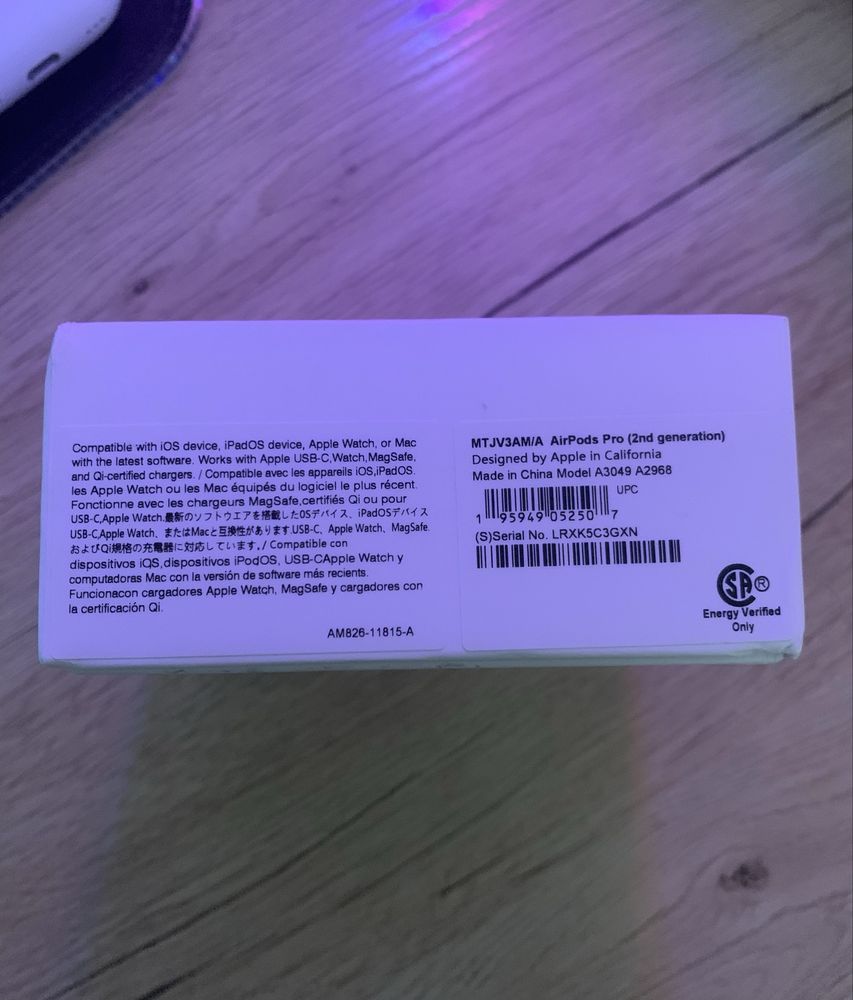 Compatible with iOS device, iPadOS device, Apple Watch, or Mac
with the latest software. Works with Apple USB-C,Watch,MagSafe,
and Qi-certified chargers. / Compatible avec les appareils iOS,iPadOS.
les Apple Watch ou les Mac équipés du logiciel le plus récent.
Fonctionne avec les chargeurs MagSafe,certifiés Qi ou pour
USB-C,Apple Watch.最新のソフトウエアを搭載したOSデバイス、iPadOSデバイス
USB-C,Apple Watch、またはMacと互換性があります.USB-C、Apple Watch、MagSafe.
およびQi規格の充電器に対応しています,/ Compatible con
dispositivos iOS,dispositivos iPodOS, USB-CApple Watch y
computadoras Mac con la versión de software más recients.
Funcionacon cargadores Apple Watch, MagSafe y cargadores con
la certificación Qi.
AM826-11815-A
MTJV3AM/A AirPods Pro (2nd generation)
Designed by Apple in California
Made in China Model A3049 A2968
UPC
1 95949 05250 7
(S)Serial No. LRXK5C3GXN
SA ®
Energy Verified
Only